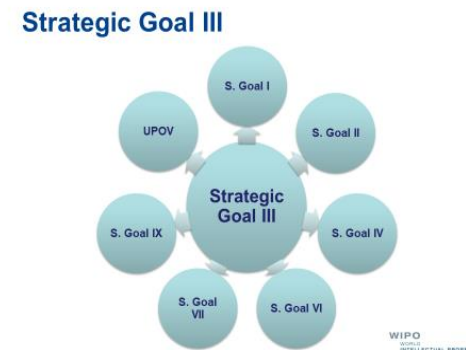 Strategic Goal III
S. Goal I
UPOV
S. Goal II
Strategic
Goal III
S. Goal IX
S. Goal IV
S. Goal
VII
S. Goal VI
WIPO
WORLD